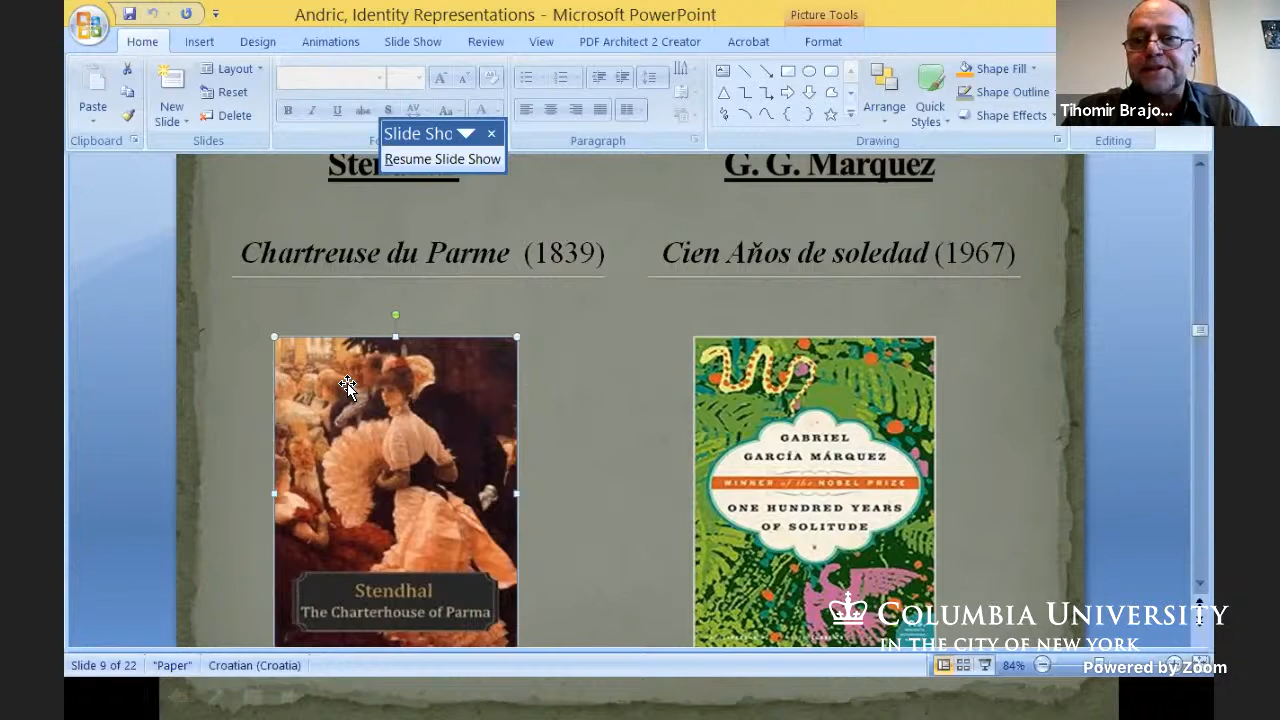 Andric, Identity Representations - Microsoft PowerPoint
Picture Tools
Home Insert Design Animations Slide Show Review View PDF Architect 2 Creator Acrobat Format
Paste
New
Slide
Layout
Reset
Delete
Arrange
Quick
Styles
Shape Fill
Shape Outline
Shape Effects
Clipboard Slides Paragraph Drawing Editing
Slide Sho
Resume Slide Show
Tihomir Brajo...
G. G. Marquez
Chartreuse du Parme (1839)
Cien Aňos de soledad (1967)
Stendhal
The Charterhouse of Parma
GABRIEL
GARCÍA MÁRQUEZ
WINNER of the NOBEL PRIZE
ONE HUNDRED YEARS
OF SOLITUDE
COLUMBIA UNIVERSITY
IN THE CITY OF NEW YORK
Powered by Zoom
Slide 9 of 22 "Paper" Croatian (Croatia) 84%